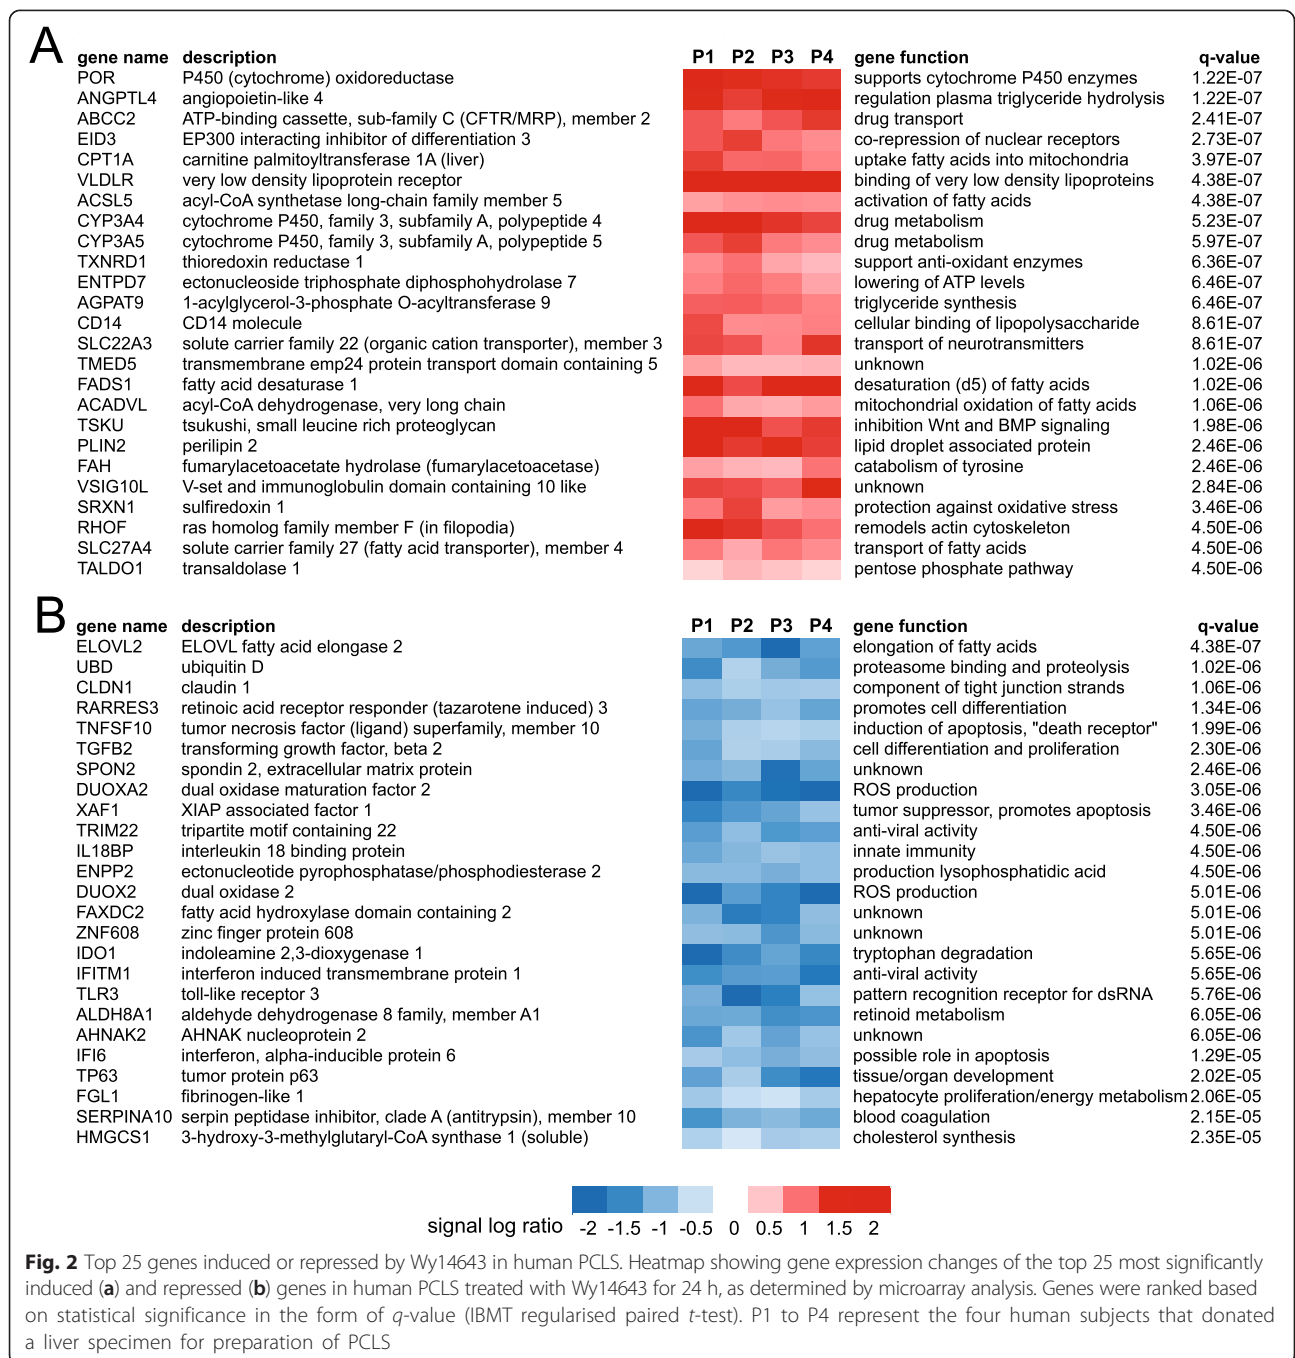 A
gene name description P1 P2 P3 P4 gene function q-value
POR P450 (cytochrome) oxidoreductase supports cytochrome P450 enzymes 1.22E-07
ANGPTL4 angiopoietin-like 4 regulation plasma triglyceride hydrolysis 1.22E-07
ABCC2 ATP-binding cassette, sub-family C (CFTR/MRP), member 2 drug transport 2.41E-07
EID3 EP300 interacting inhibitor of differentiation 3 co-repression of nuclear receptors 2.73E-07
CPT1A carnitine palmitoyltransferase 1A (liver) uptake fatty acids into mitochondria 3.97E-07
VLDLR very low density lipoprotein receptor binding of very low density lipoproteins 4.38E-07
ACSL5 acyl-CoA synthetase long-chain family member 5 activation of fatty acids 4.38E-07
CYP3A4 cytochrome P450, family 3, subfamily A, polypeptide 4 drug metabolism 5.23E-07
CYP3A5 cytochrome P450, family 3, subfamily A, polypeptide 5 drug metabolism 5.97E-07
TXNRD1 thioredoxin reductase 1 support anti-oxidant enzymes 6.36E-07
ENTPD7 ectonucleoside triphosphate diphosphohydrolase 7 lowering of ATP levels 6.46E-07
AGPAT9 1-acylglycerol-3-phosphate O-acyltransferase 9 triglyceride synthesis 6.46E-07
CD14 CD14 molecule cellular binding of lipopolysaccharide 8.61E-07
SLC22A3 solute carrier family 22 (organic cation transporter), member 3 transport of neurotransmitters 8.61E-07
TMED5 transmembrane emp24 protein transport domain containing 5 unknown 1.02E-06
FADS1 fatty acid desaturase 1 desaturation (d5) of fatty acids 1.02E-06
ACADVL acyl-CoA dehydrogenase, very long chain mitochondrial oxidation of fatty acids 1.06E-06
TSKU tsukushi, small leucine rich proteoglycan inhibition Wnt and BMP signaling 1.98E-06
PLIN2 perilipin 2 lipid droplet associated protein 2.46E-06
FAH fumarylacetoacetate hydrolase (fumarylacetoacetase) catabolism of tyrosine 2.46E-06
VSIG10L V-set and immunoglobulin domain containing 10 like unknown 2.84E-06
SRXN1 sulfiredoxin 1 protection against oxidative stress 3.46E-06
RHOF ras homolog family member F (in filopodia) remodels actin cytoskeleton 4.50E-06
SLC27A4 solute carrier family 27 (fatty acid transporter), member 4 transport of fatty acids 4.50E-06
TALDO1 transaldolase 1 pentose phosphate pathway 4.50E-06
B
gene name description P1 P2 P3 P4 gene function q-value
ELOVL2 ELOVL fatty acid elongase 2 elongation of fatty acids 4.38E-07
UBD ubiquitin D proteasome binding and proteolysis 1.02E-06
CLDN1 claudin 1 component of tight junction strands 1.06E-06
RARRES3 retinoic acid receptor responder (tazarotene induced) 3 promotes cell differentiation 1.34E-06
TNFSF10 tumor necrosis factor (ligand) superfamily, member 10 induction of apoptosis, "death receptor" 1.99E-06
TGFB2 transforming growth factor, beta 2 cell differentiation and proliferation 2.30E-06
SPON2 spondin 2, extracellular matrix protein unknown 2.46E-06
DUOXA2 dual oxidase maturation factor 2 ROS production 3.05E-06
XAF1 XIAP associated factor 1 tumor suppressor, promotes apoptosis 3.46E-06
TRIM22 tripartite motif containing 22 anti-viral activity 4.50E-06
IL18BP interleukin 18 binding protein innate immunity 4.50E-06
ENPP2 ectonucleotide pyrophosphatase/phosphodiesterase 2 production lysophosphatidic acid 4.50E-06
DUOX2 dual oxidase 2 ROS production 5.01E-06
FAXDC2 fatty acid hydroxylase domain containing 2 unknown 5.01E-06
ZNF608 zinc finger protein 608 unknown 5.01E-06
IDO1 indoleamine 2,3-dioxygenase 1 tryptophan degradation 5.65E-06
IFITM1 interferon induced transmembrane protein 1 anti-viral activity 5.65E-06
TLR3 toll-like receptor 3 pattern recognition receptor for dsRNA 5.76E-06
ALDH8A1 aldehyde dehydrogenase 8 family, member A1 retinoid metabolism 6.05E-06
AHNAK2 AHNAK nucleoprotein 2 unknown 6.05E-06
IFI6 interferon, alpha-inducible protein 6 possible role in apoptosis 1.29E-05
TP63 tumor protein p63 tissue/organ development 2.02E-05
FGL1 fibrinogen-like 1 hepatocyte proliferation/energy metabolism 2.06E-05
SERPINA10 serpin peptidase inhibitor, clade A (antitrypsin), member 10 blood coagulation 2.15E-05
HMGCS1 3-hydroxy-3-methylglutaryl-CoA synthase 1 (soluble) cholesterol synthesis 2.35E-05
signal log ratio -2 -1.5 -1 -0.5 0 0.5 1 1.5 2
Fig. 2 Top 25 genes induced or repressed by Wy14643 in human PCLS. Heatmap showing gene expression changes of the top 25 most significantly
induced (a) and repressed (b) genes in human PCLS treated with Wy14643 for 24 h, as determined by microarray analysis. Genes were ranked based
on statistical significance in the form of q-value (IBMT regularised paired t-test). P1 to P4 represent the four human subjects that donated
a liver specimen for preparation of PCLS